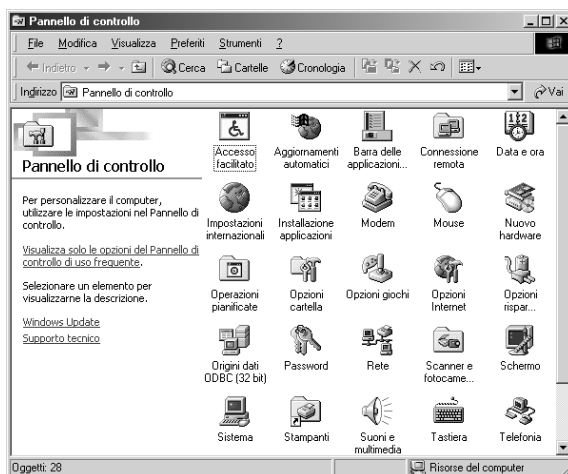 Pannello di controllo
File Modifica Visualizza Preferiti Strumenti ?
Indietro Cerca Cartelle Cronologia
Indirizzo Pannello di controllo Vai
Pannello di controllo
Per personalizzare il computer,
utilizzare le impostazioni nel Pannello di
controllo.
Visualizza solo le opzioni del Pannello di
controllo di uso frequente.
Selezionare un elemento per
visualizzarne la descrizione.
Windows Update
Supporto tecnico
Accesso
facilitato
Aggiornamenti
automatici
Barra delle
applicazioni...
Connessione
remota
Data e ora
Impostazioni
internazionali
Installazione
applicazioni
Modem
Mouse
Nuovo
hardware
Operazioni
pianificate
Opzioni
cartella
Opzioni giochi
Opzioni
Internet
Opzioni
rispar...
Origini dati
ODBC (32 bit)
Password
Rete
Scanner e
fotocame...
Schermo
Sistema
Stampanti
Suoni e
multimedia
Tastiera
Telefonia
Oggetti: 28
Risorse del computer